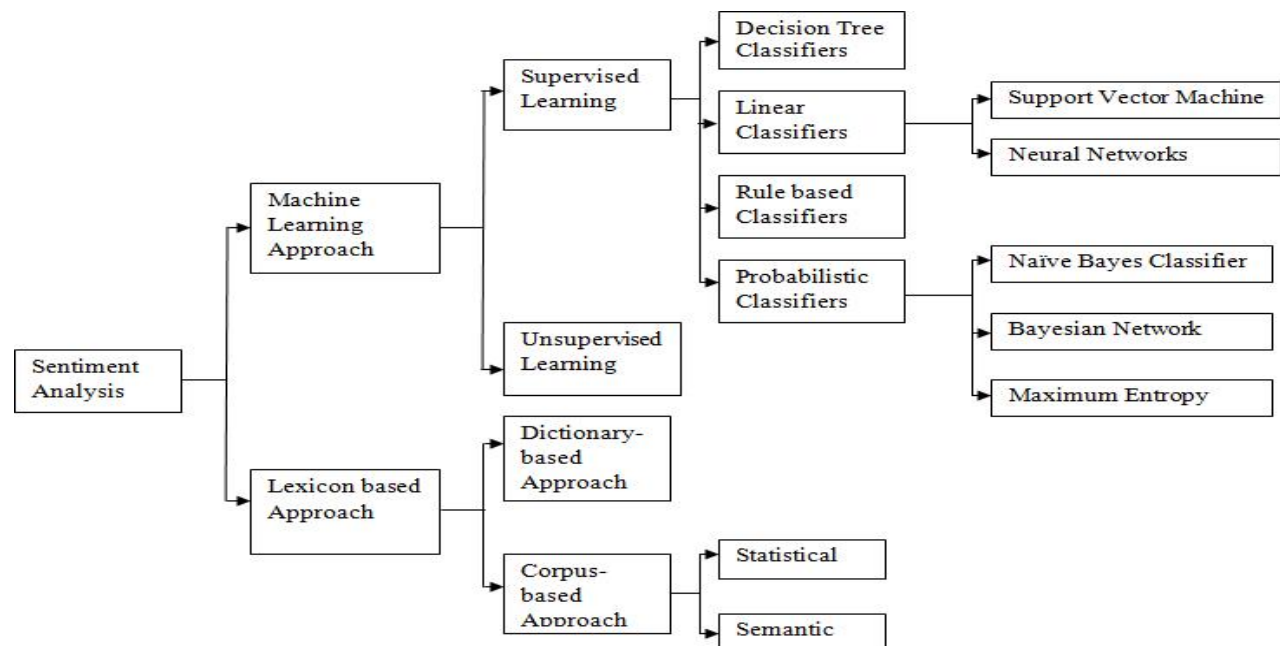 Decision Tree
Classifiers
Supervised
Learning
Linear
Classifiers
Support Vector Machine
Neural Networks
Machine
Learning
Approach
Rule based
Classifiers
Probabilistic
Classifiers
Naïve Bayes Classifier
Bayesian Network
Maximum Entropy
Unsupervised
Learning
Sentiment
Analysis
Dictionary-
based
Approach
Lexicon based
Approach
Corpus-
based
Approach
Statistical
Semantic